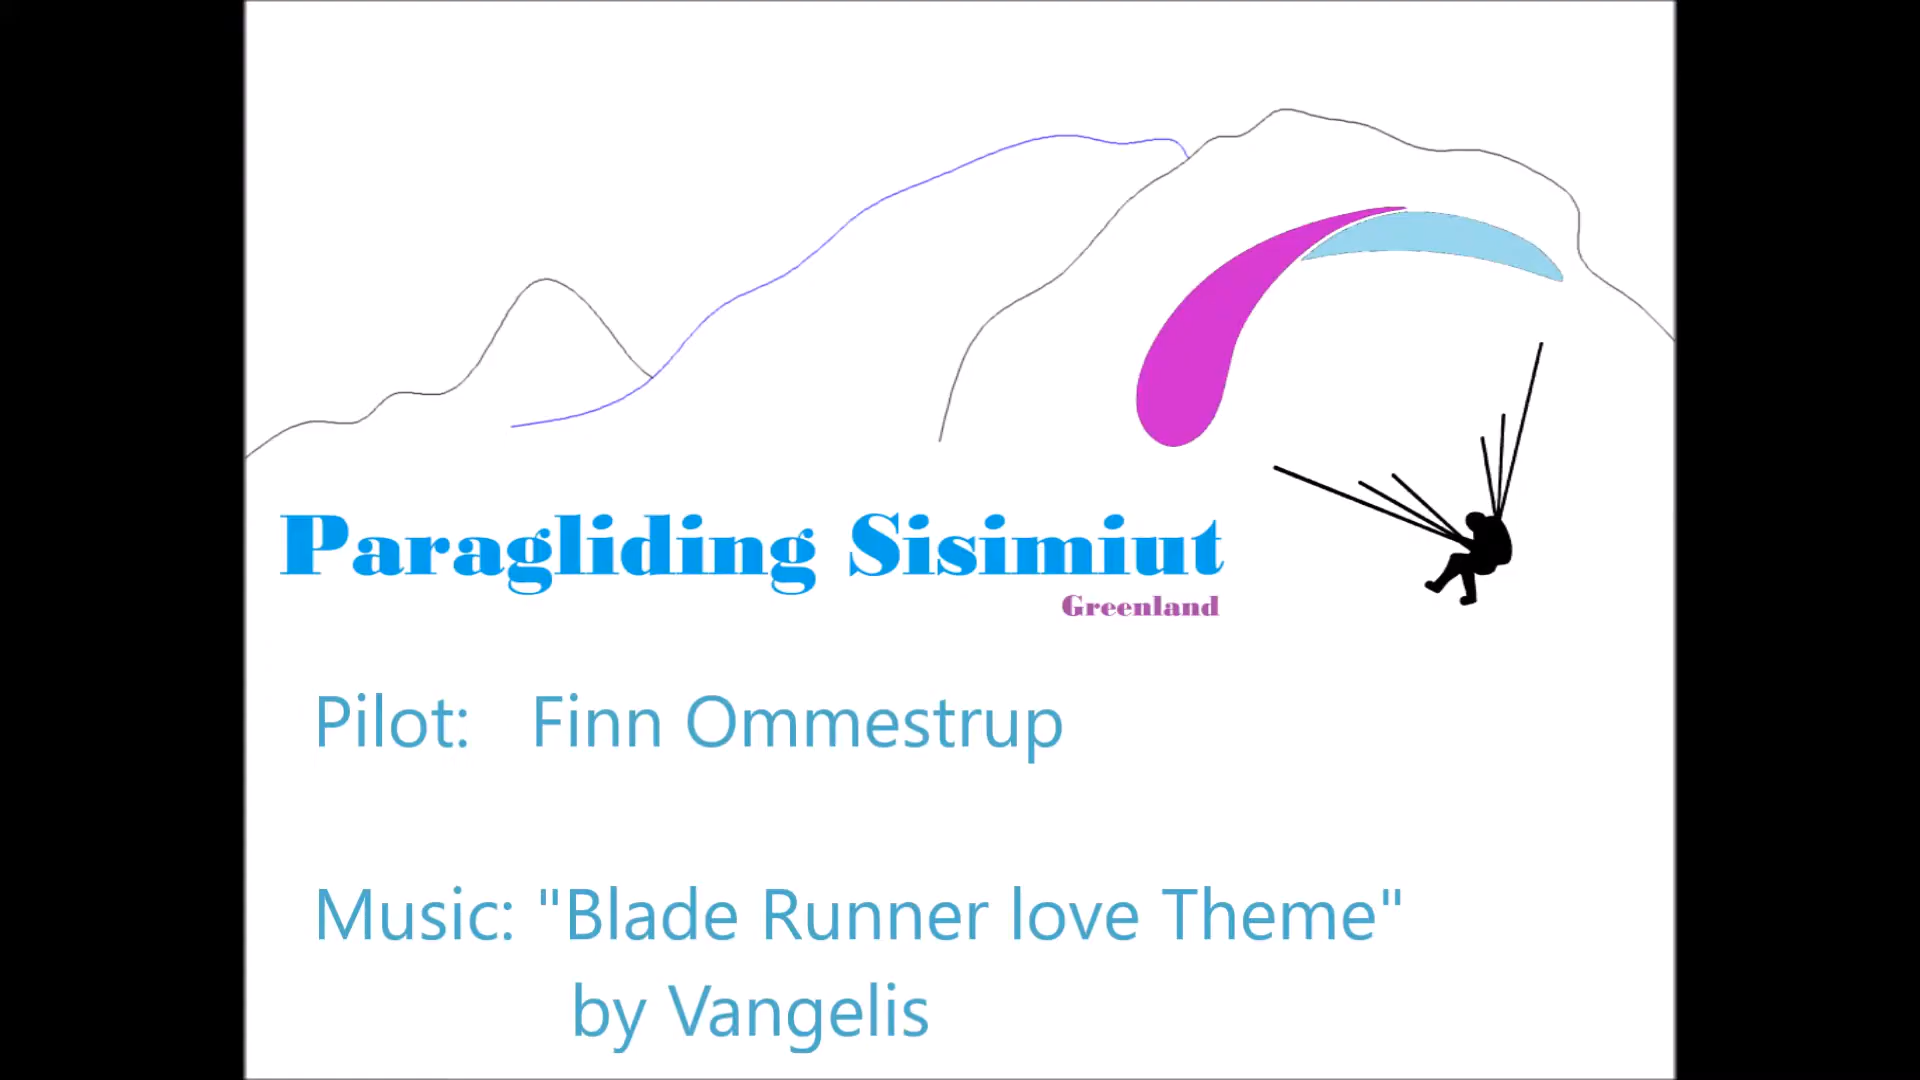 Paragliding Sisimiut
Greenland
Pilot: Finn Ommestrup
Music: "Blade Runner love Theme"
by Vangelis